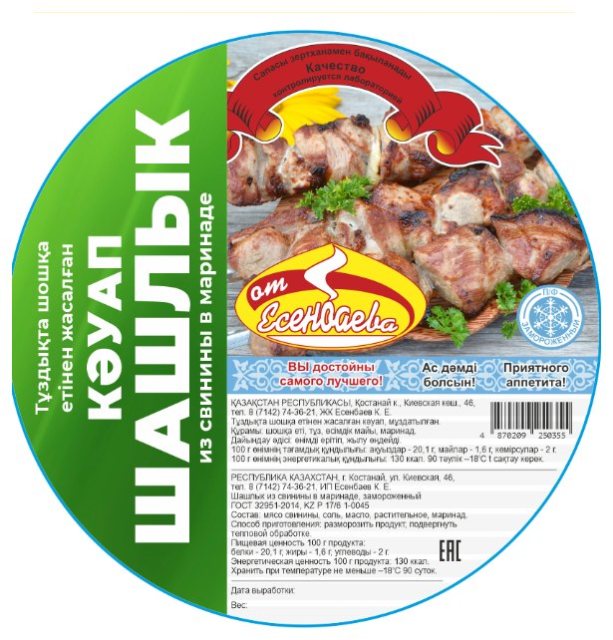 Сапасы зертханамен бақыланады
Качество
контролируется лабораторией
Тұздықта шошқа
етінен жасалған
КӘУАП
ШАШЛЫК
из свинины в маринаде
от
Есенбаева
ПФ
ЗАМОРОЖЕННЫЙ
ВЫ достойны
самого лучшего!
Ас дәмді
болсын!
Приятного
аппетита!
ҚАЗАҚСТАН РЕСПУБЛИКАСЫ, Қостанай қ., Киевская көш., 46,
тел. 8 (7142) 74-36-21, ЖК Есенбаев К. Е.
Тұздықта шошқа етінен жасалған кәуап, мұздатылған.
Құрамы: шошқа еті, тұз, өсімдік майы, маринад.
Дайындау әдісі: өнімді ерітіп, жылу өңдейді.
100 г өнімнің тағамдық құндылығы: ақуыздар - 20,1 г, майлар - 1,6 г, көмірсулар - 2 г.
100 г өнімнің энергетикалық құндылығы: 130 ккал. 90 тәулік –18°С t сақтау керек.
4 870209 250355
РЕСПУБЛИКА КАЗАХСТАН, г. Костанай, ул. Киевская, 46,
тел. 8 (7142) 74-36-21, ИП Есенбаев К. Е.
Шашлык из свинины в маринаде, замороженный
ГОСТ 32951-2014, KZ P 17/6 1-0045
Состав: мясо свинины, соль, масло, растительное, маринад.
Способ приготовления: разморозить продукт, подвергнуть
тепловой обработке.
Пищевая ценность 100 г продукта:
белки - 20,1 г, жиры - 1,6 г, углеводы - 2 г.
Энергетическая ценность 100 г продукта: 130 ккал.
Хранить при температуре не меньше –18°С 90 суток.
EAC
Дата выработки:
Вес: